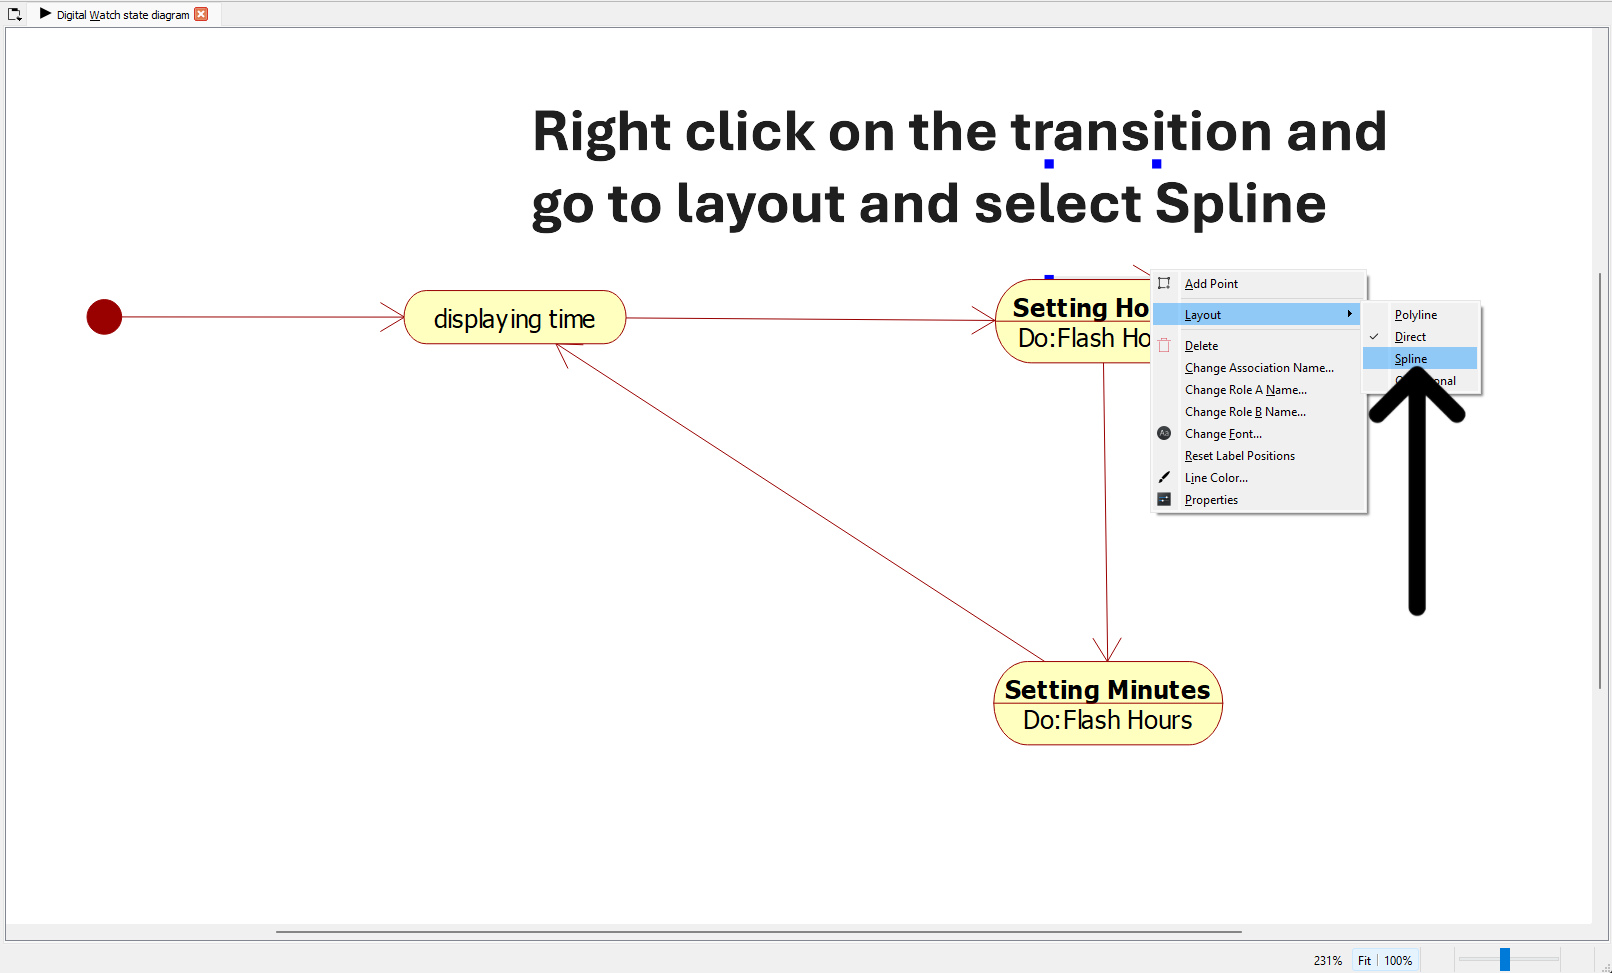 Digital Watch state diagram
Right click on the transition and
go to layout and select Spline
displaying time
Setting Ho
Do:Flash Ho
Add Point
Layout
Delete
Change Association Name...
Change Role A Name...
Change Role B Name...
Change Font...
Reset Label Positions
Line Color...
Properties
Polyline
Direct
Spline
Setting Minutes
Do:Flash Hours
231% Fit 100%